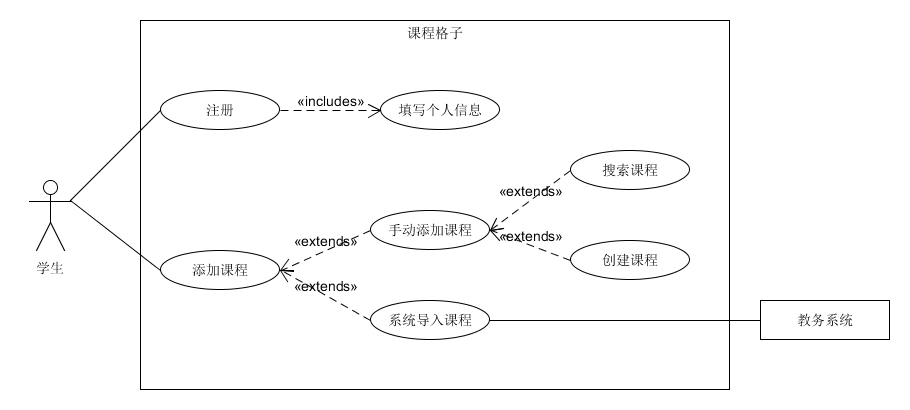 课程格子
注册
«includes»
填写个人信息
搜索课程
«extends»
手动添加课程
«extends»
«extends»
创建课程
学生
添加课程
«extends»
系统导入课程
教务系统